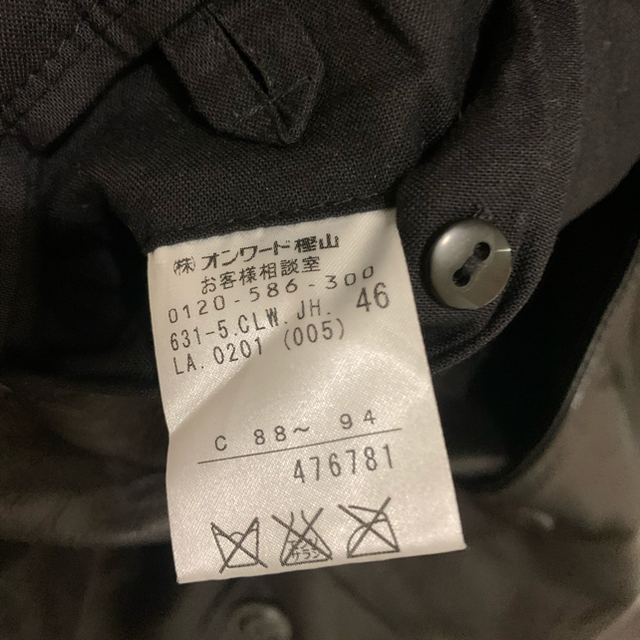 (株)オンワード樫山
お客様相談室
0120-586-300
631-5.CLW.JH. 46
LA.0201 (005)
C 88～ 94
476781